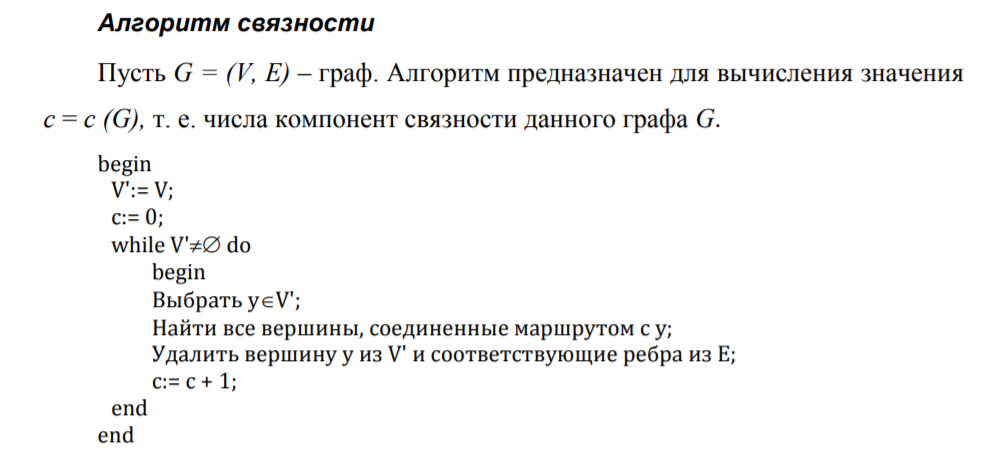 Алгоритм связности
Пусть G = (V, E) – граф. Алгоритм предназначен для вычисления значения
c = c (G), т. е. числа компонент связности данного графа G.
begin
V':= V;
c:= 0;
while V'≠∅ do
begin
Выбрать y∈V';
Найти все вершины, соединенные маршрутом с y;
Удалить вершину y из V' и соответствующие ребра из E;
c:= c + 1;
end
end